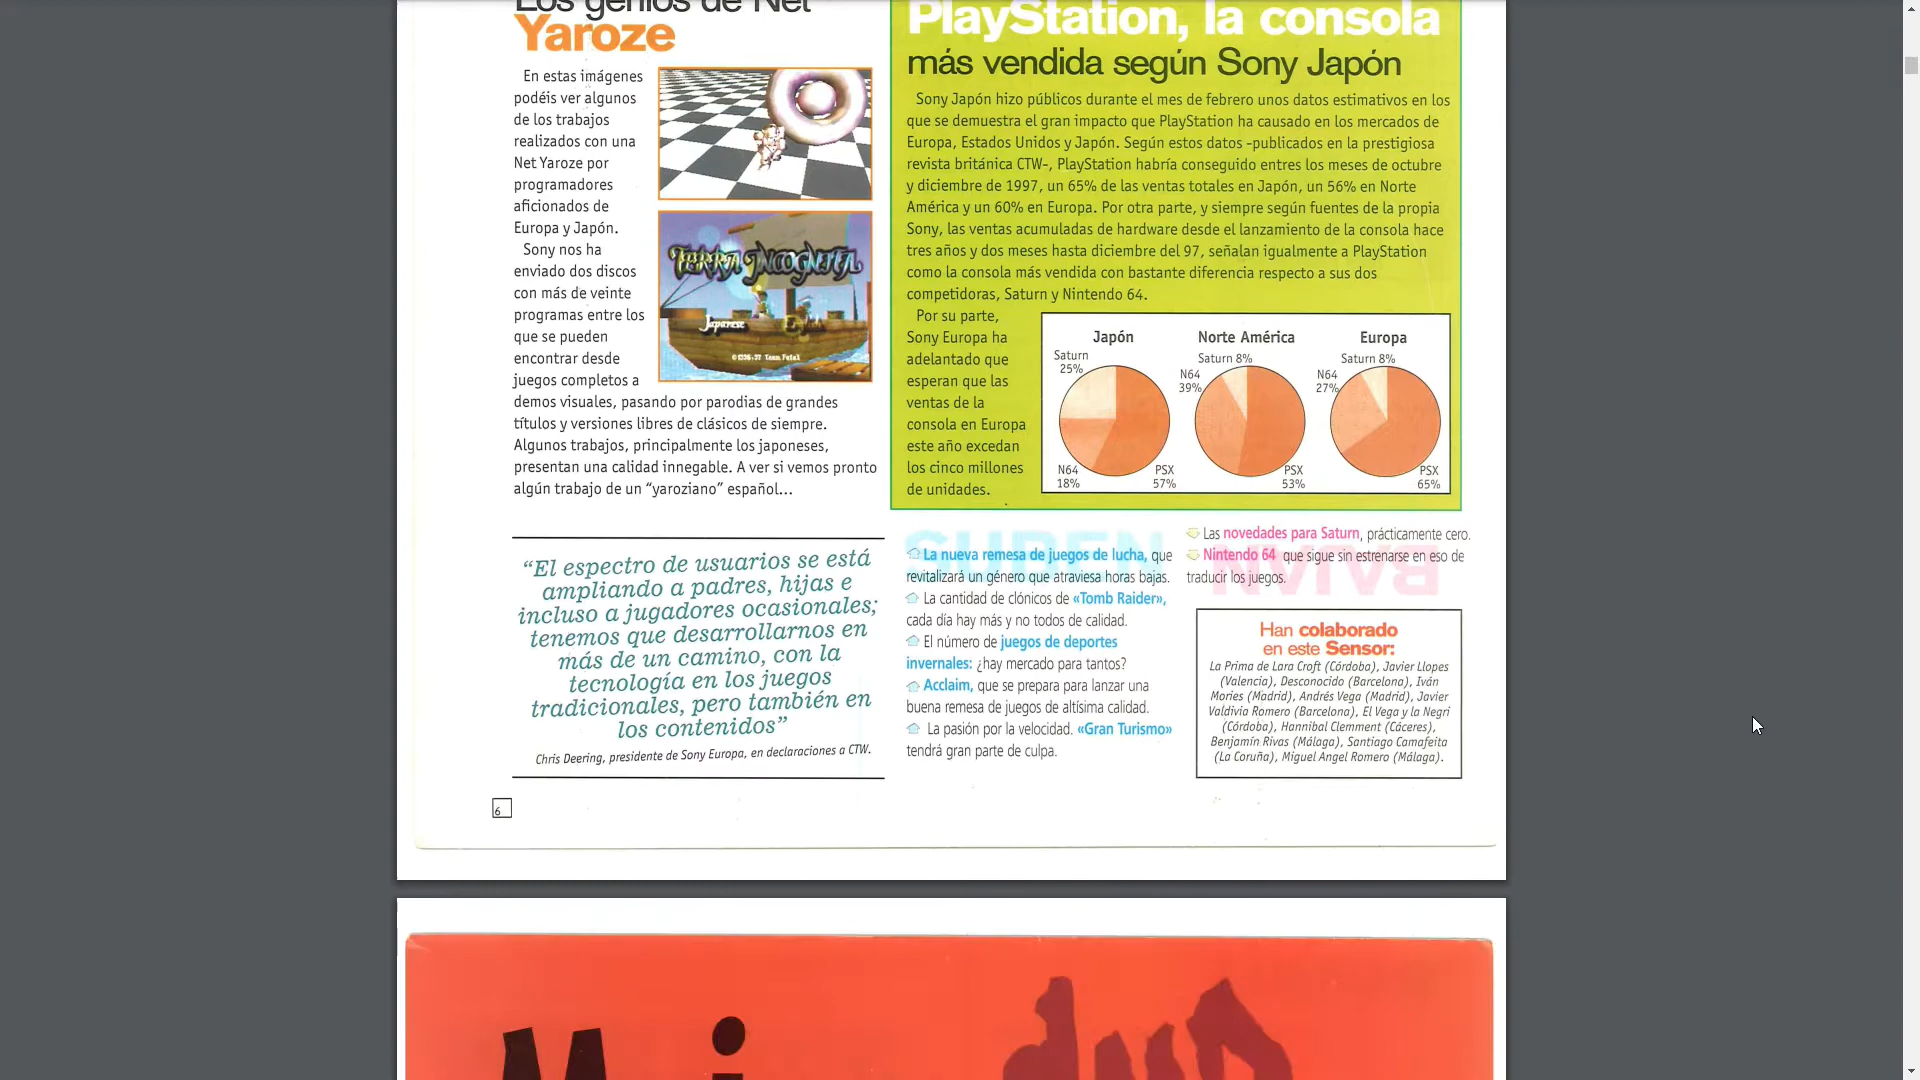 Los genios de Net
Yaroze
En estas imágenes
podéis ver algunos
de los trabajos
realizados con una
Net Yaroze por
programadores
aficionados de
Europa y Japón.
Sony nos ha
enviado dos discos
con más de veinte
programas entre los
que se pueden
encontrar desde
juegos completos a
demos visuales, pasando por parodias de grandes
títulos y versiones libres de clásicos de siempre.
Algunos trabajos, principalmente los japoneses,
presentan una calidad innegable. A ver si vemos pronto
algún trabajo de un “yaroziano” español...
TERRA INCOGNITA
Japanese English
©1996,97 Team Fatal
PlayStation, la consola
más vendida según Sony Japón
Sony Japón hizo públicos durante el mes de febrero unos datos estimativos en los
que se demuestra el gran impacto que PlayStation ha causado en los mercados de
Europa, Estados Unidos y Japón. Según estos datos -publicados en la prestigiosa
revista británica CTW-, PlayStation habría conseguido entres los meses de octubre
y diciembre de 1997, un 65% de las ventas totales en Japón, un 56% en Norte
América y un 60% en Europa. Por otra parte, y siempre según fuentes de la propia
Sony, las ventas acumuladas de hardware desde el lanzamiento de la consola hace
tres años y dos meses hasta diciembre del 97, señalan igualmente a PlayStation
como la consola más vendida con bastante diferencia respecto a sus dos
competidoras, Saturn y Nintendo 64.
Por su parte,
Sony Europa ha
adelantado que
esperan que las
ventas de la
consola en Europa
este año excedan
los cinco millones
de unidades.
Japón
Saturn
25%
N64
18%
PSX
57%
Norte América
Saturn 8%
N64
39%
PSX
53%
Europa
Saturn 8%
N64
27%
PSX
65%
“El espectro de usuarios se está
ampliando a padres, hijas e
incluso a jugadores ocasionales;
tenemos que desarrollarnos en
más de un camino, con la
tecnología en los juegos
tradicionales, pero también en
los contenidos”
Chris Deering, presidente de Sony Europa, en declaraciones a CTW.
SUBEN
La nueva remesa de juegos de lucha, que
revitalizará un género que atraviesa horas bajas.
La cantidad de clónicos de «Tomb Raider»,
cada día hay más y no todos de calidad.
El número de juegos de deportes
invernales: ¿hay mercado para tantos?
Acclaim, que se prepara para lanzar una
buena remesa de juegos de altísima calidad.
La pasión por la velocidad. «Gran Turismo»
tendrá gran parte de culpa.
BAJAN
Las novedades para Saturn, prácticamente cero.
Nintendo 64 que sigue sin estrenarse en eso de
traducir los juegos.
Han colaborado
en este Sensor:
La Prima de Lara Croft (Córdoba), Javier Llopes
(Valencia), Desconocido (Barcelona), Iván
Mories (Madrid), Andrés Vega (Madrid), Javier
Valdivia Romero (Barcelona), El Vega y la Negri
(Córdoba), Hannibal Clemment (Cáceres),
Benjamín Rivas (Málaga), Santiago Camafeita
(La Coruña), Miguel Angel Romero (Málaga).
6